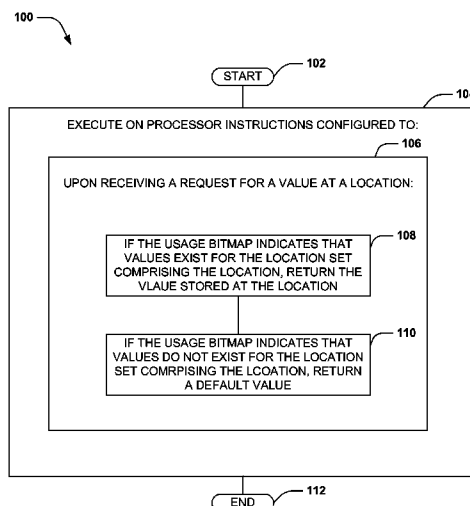 100
START
102
104
EXECUTE ON PROCESSOR INSTRUCTIONS CONFIGURED TO:
106
UPON RECEIVING A REQUEST FOR A VALUE AT A LOCATION:
108
IF THE USAGE BITMAP INDICATES THAT
VALUES EXIST FOR THE LOCATION SET
COMPRISING THE LOCATION, RETURN THE
VLAUE STORED AT THE LOCATION
110
IF THE USAGE BITMAP INDICATES THAT
VALUES DO NOT EXIST FOR THE LOCATION
SET COMRPISING THE LCOATION, RETURN
A DEFAULT VALUE
END
112